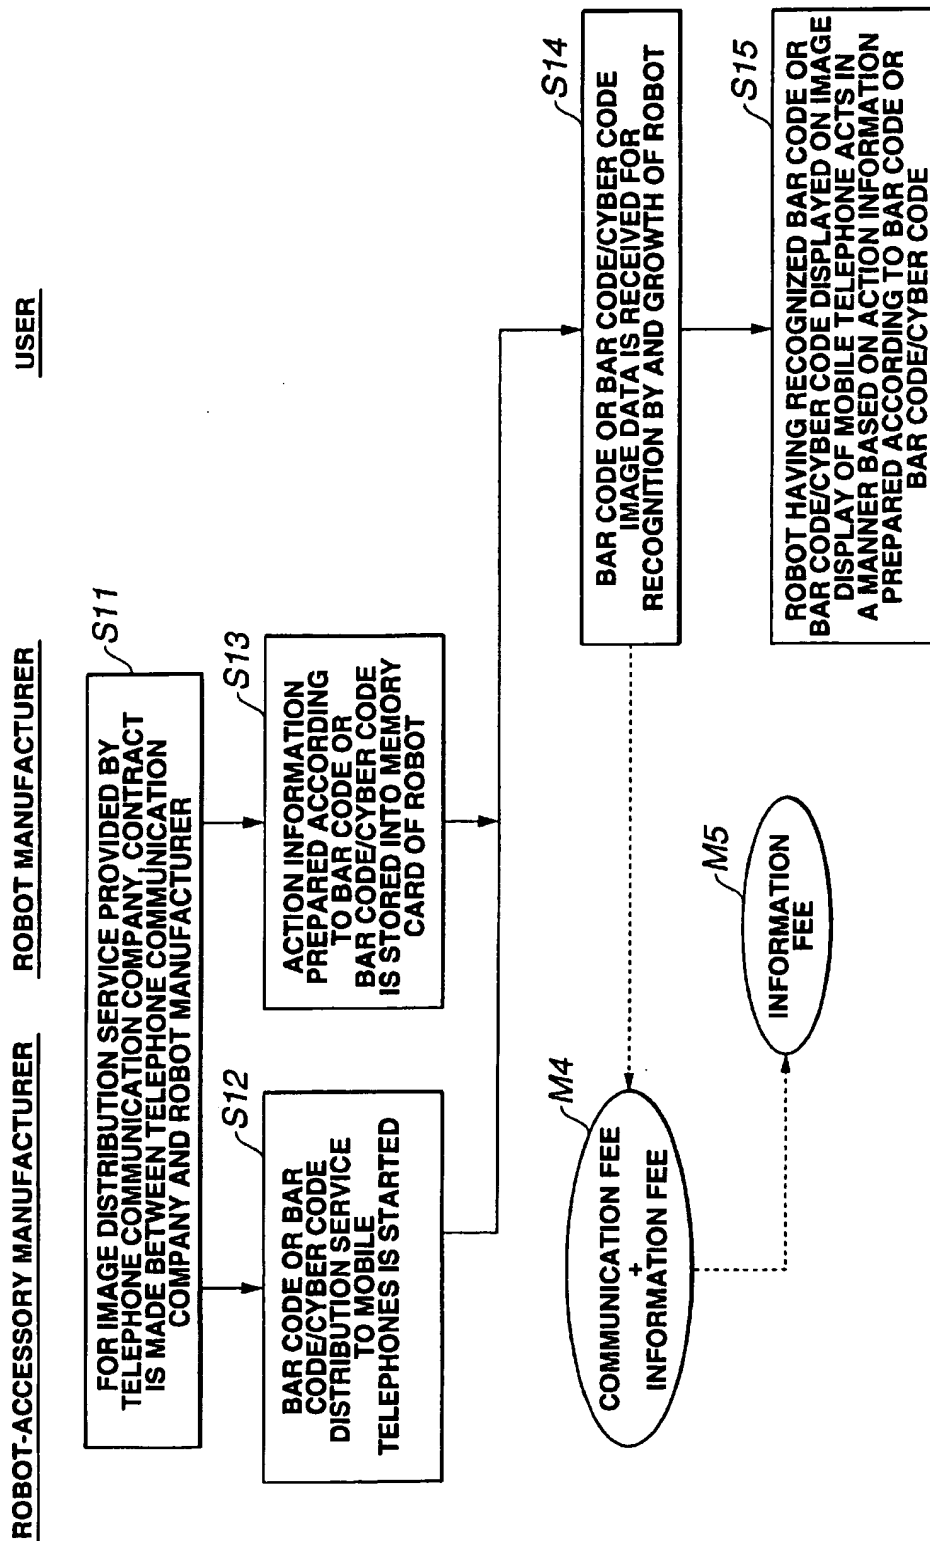 ROBOT-ACCESSORY MANUFACTURER
ROBOT MANUFACTURER
USER
S11
FOR IMAGE DISTRIBUTION SERVICE PROVIDED BY
TELEPHONE COMMUNICATION COMPANY, CONTRACT
IS MADE BETWEEN TELEPHONE COMMUNICATION
COMPANY AND ROBOT MANUFACTURER
S12
BAR CODE OR BAR
CODE/CYBER CODE
DISTRIBUTION SERVICE
TO MOBILE
TELEPHONES IS STARTED
S13
ACTION INFORMATION
PREPARED ACCORDING
TO BAR CODE OR
BAR CODE/CYBER CODE
IS STORED INTO MEMORY
CARD OF ROBOT
S14
BAR CODE OR BAR CODE/CYBER CODE
IMAGE DATA IS RECEIVED FOR
RECOGNITION BY AND GROWTH OF ROBOT
M4
COMMUNICATION FEE
+
INFORMATION FEE
M5
INFORMATION
FEE
S15
ROBOT HAVING RECOGNIZED BAR CODE OR
BAR CODE/CYBER CODE DISPLAYED ON IMAGE
DISPLAY OF MOBILE TELEPHONE ACTS IN
A MANNER BASED ON ACTION INFORMATION
PREPARED ACCORDING TO BAR CODE OR
BAR CODE/CYBER CODE